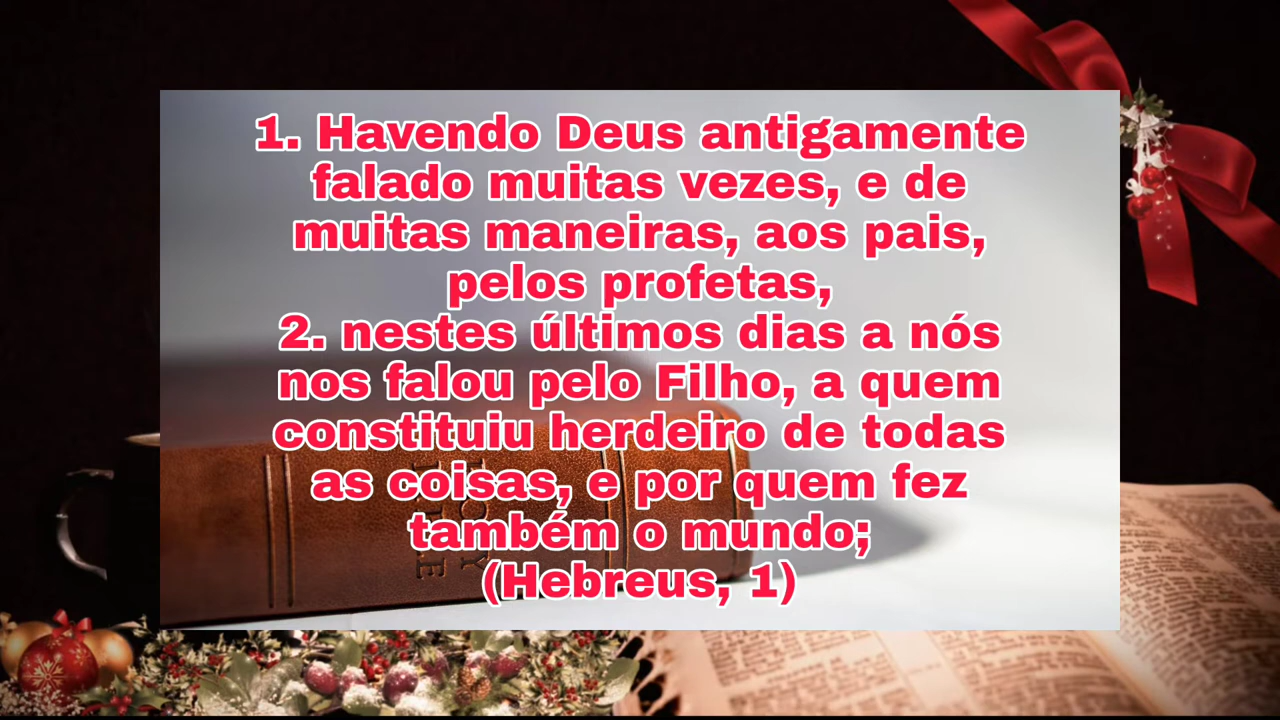 1. Havendo Deus antigamente
falado muitas vezes, e de
muitas maneiras, aos pais,
pelos profetas,
2. nestes últimos dias a nós
nos falou pelo Filho, a quem
constituiu herdeiro de todas
as coisas, e por quem fez
também o mundo;
(Hebreus, 1)